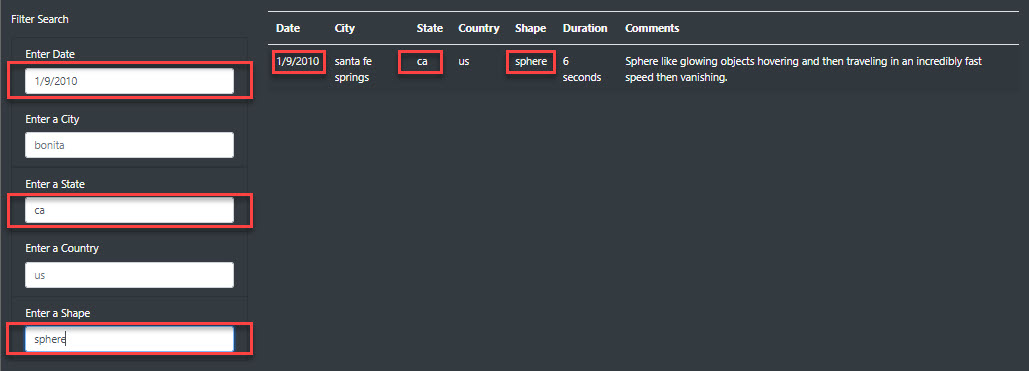 Filter Search
Enter Date
1/9/2010
Enter a City
bonita
Enter a State
ca
Enter a Country
us
Enter a Shape
sphere
Date City State Country Shape Duration Comments
1/9/2010 santa fe ca us sphere 6 Sphere like glowing objects hovering and then traveling in an incredibly fast
springs seconds speed then vanishing.